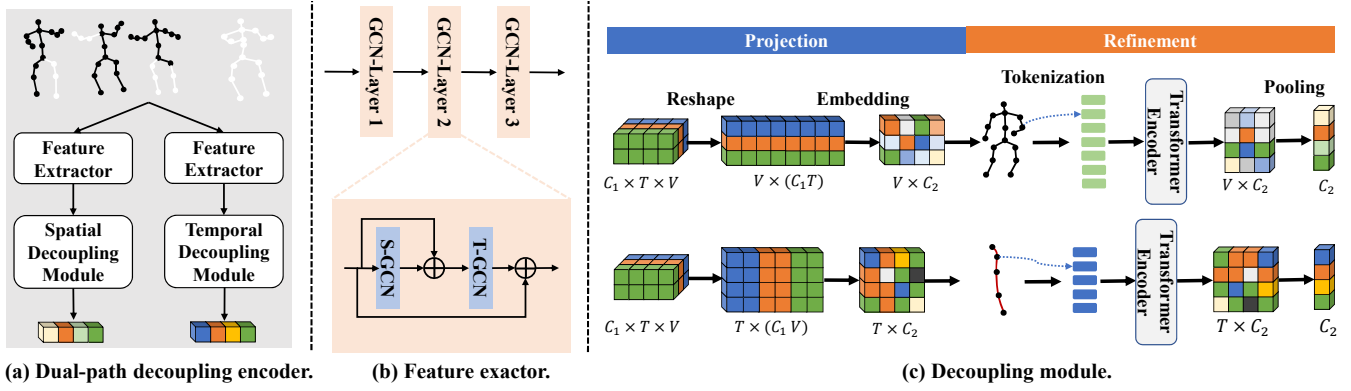 Feature
Extractor
Feature
Extractor
Spatial
Decoupling
Module
Temporal
Decoupling
Module
(a) Dual-path decoupling encoder.
GCN-Layer 1
GCN-Layer 2
GCN-Layer 3
S-GCN
T-GCN
(b) Feature exactor.
Projection
Refinement
Reshape
Embedding
Tokenization
Transformer
Encoder
Pooling
C₁ × T × V
V × (C₁T)
V × C₂
V × C₂
C₂
Transformer
Encoder
C₁ × T × V
T × (C₁ V)
T × C₂
T × C₂
C₂
(c) Decoupling module.